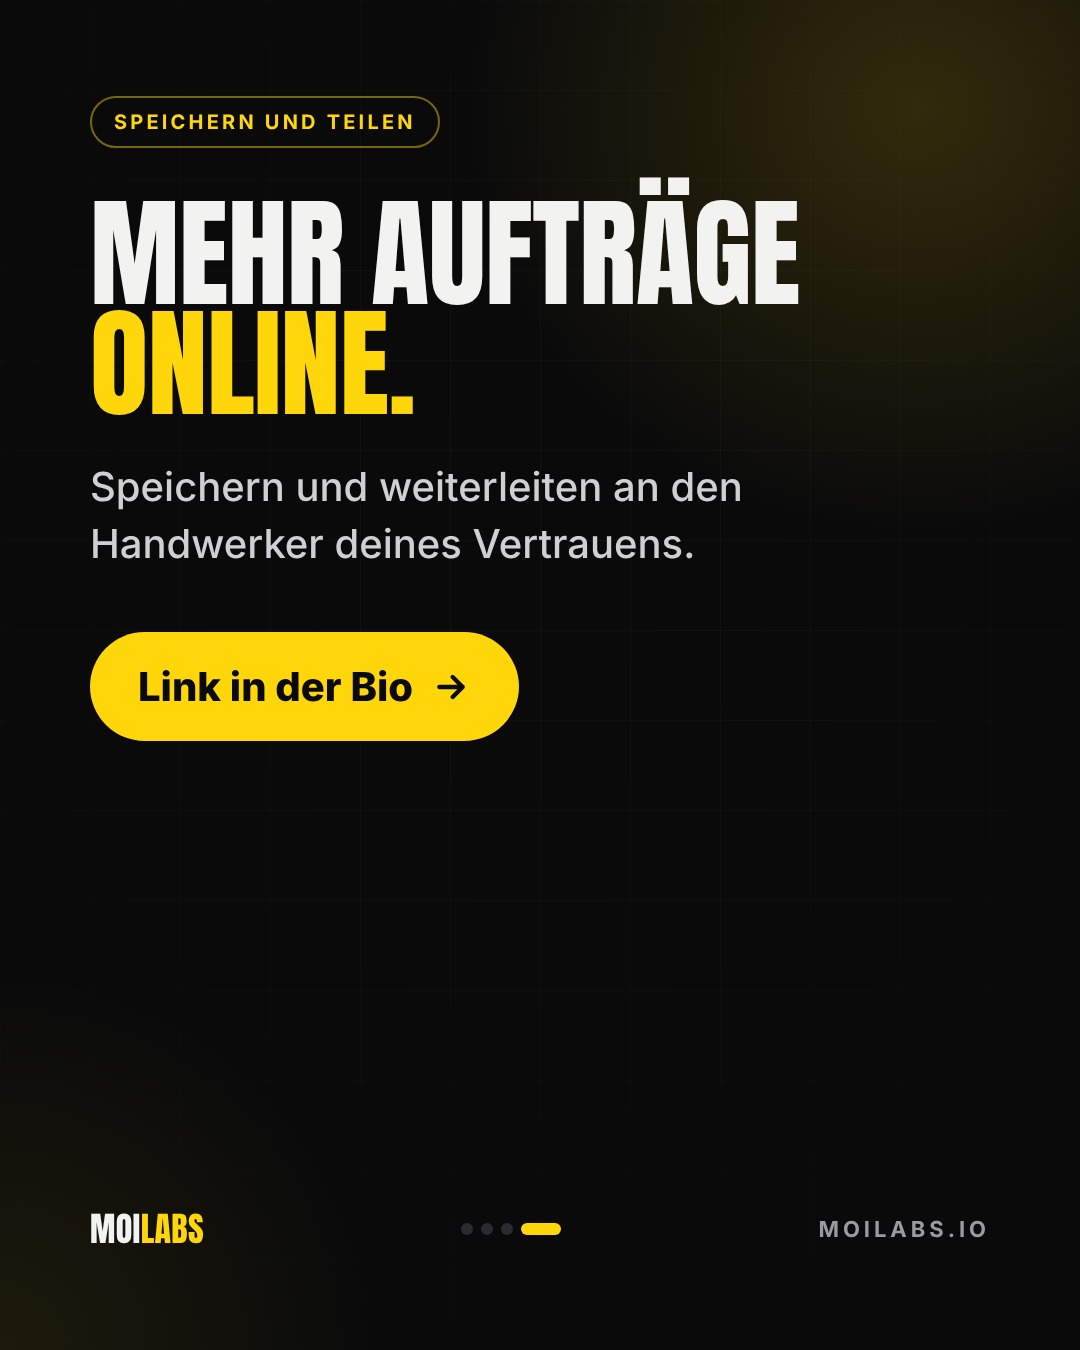 SPEICHERN UND TEILEN
MEHR AUFTRÄGE
ONLINE.
Speichern und weiterleiten an den
Handwerker deines Vertrauens.
Link in der Bio →
MOILABS
MOILABS.IO